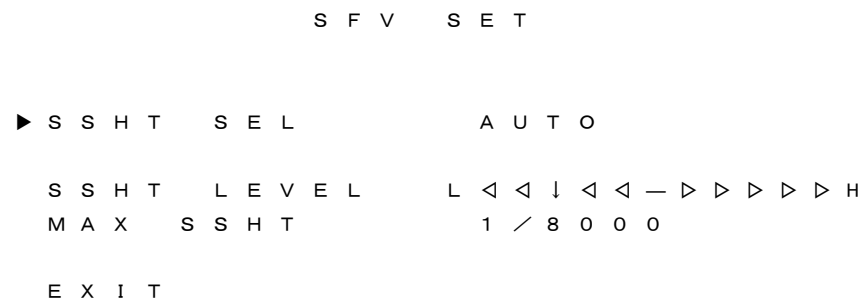 SFV SET
▶SSHT SEL AUTO
SSHT LEVEL L◁◁↓◁◁—▷▷▷▷▷H
MAX SSHT 1／8000
EXIT